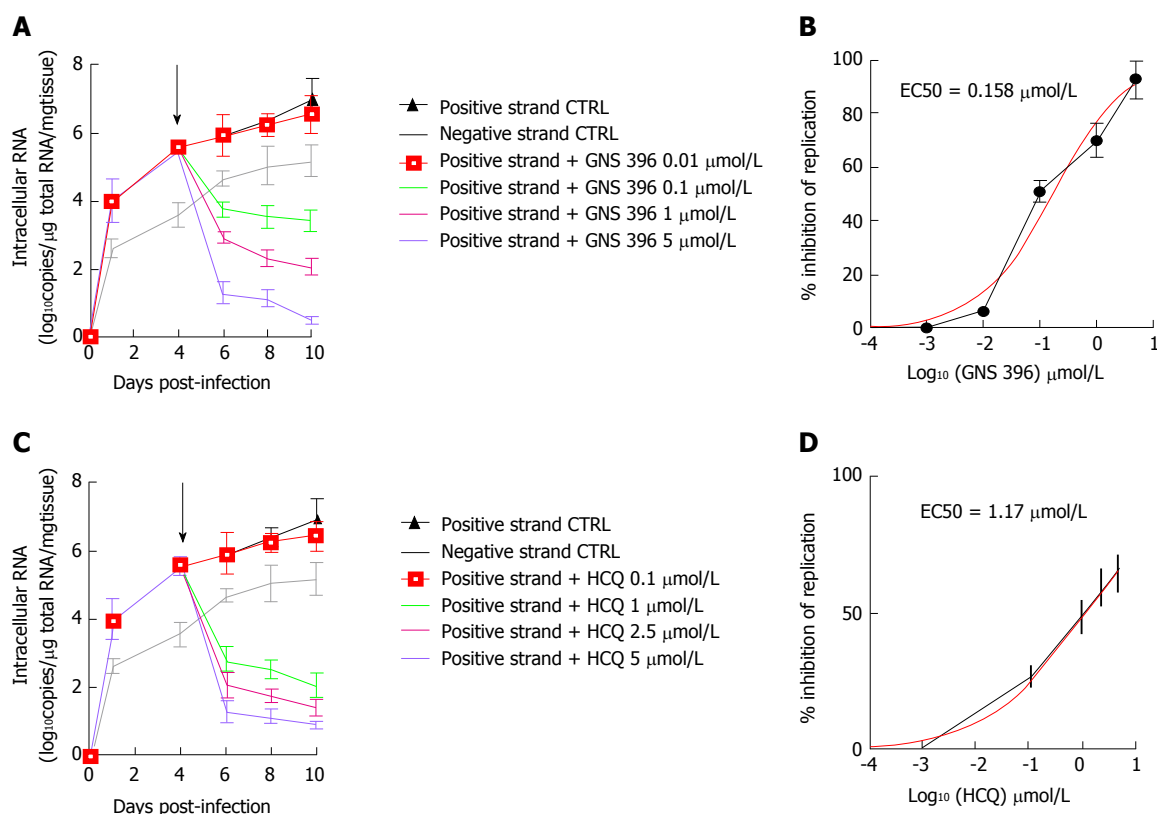 A
Intracellular RNA
(log₁₀copies/μg total RNA/mgtissue)
8
6
4
2
0
0 2 4 6 8 10
Days post-infection
Positive strand CTRL
Negative strand CTRL
Positive strand + GNS 396 0.01 μmol/L
Positive strand + GNS 396 0.1 μmol/L
Positive strand + GNS 396 1 μmol/L
Positive strand + GNS 396 5 μmol/L
B
% inhibition of replication
100
80
60
40
20
0
EC50 = 0.158 μmol/L
-4 -3 -2 -1 0 1
Log₁₀ (GNS 396) μmol/L
C
Intracellular RNA
(log₁₀copies/μg total RNA/mgtissue)
8
6
4
2
0
0 2 4 6 8 10
Days post-infection
Positive strand CTRL
Negative strand CTRL
Positive strand + HCQ 0.1 μmol/L
Positive strand + HCQ 1 μmol/L
Positive strand + HCQ 2.5 μmol/L
Positive strand + HCQ 5 μmol/L
D
% inhibition of replication
100
50
0
EC50 = 1.17 μmol/L
-4 -3 -2 -1 0 1
Log₁₀ (HCQ) μmol/L